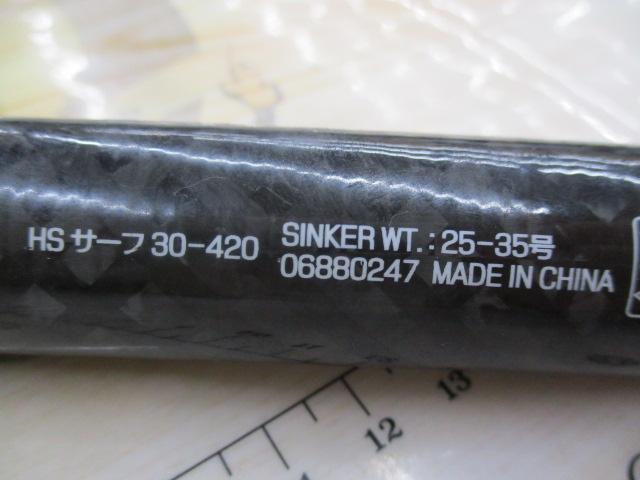 HS サーフ 30-420
SINKER WT.: 25-35号
06880247 MADE IN CHINA
12
13